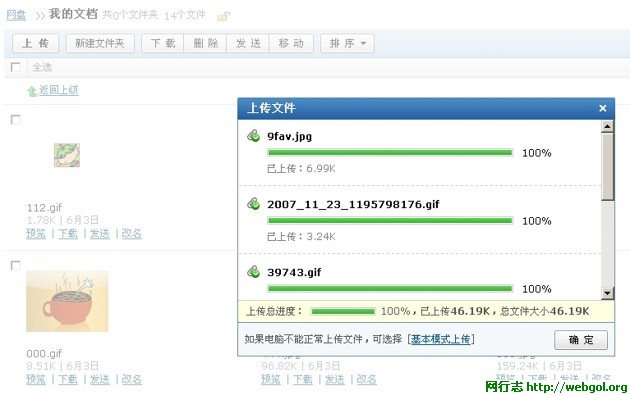 网盘 >> 我的文档 共0个文件夹 14个文件
上 传 新建文件夹 下 载 删 除 发 送 移 动 排 序
全选
返回上级
112.gif
1.78K | 6月3日
预览 | 下载 | 发送 | 改名
000.gif
8.51K | 6月3日
预览 | 下载 | 发送 | 改名
.jpg
96.82K | 6月3日
预览 | 下载 | 发送 | 改名
159.24K | 6月3日
预览 | 下载 | 发送 | 改名
上传文件 ×
9fav.jpg
100%
已上传：6.99K
2007_11_23_1195798176.gif
100%
已上传：3.24K
39743.gif
100%
上传总进度： 100%，已上传46.19K，总文件大小46.19K
如果电脑不能正常上传文件，可选择 [基本模式上传]
确 定
网行志 http://webgol.org